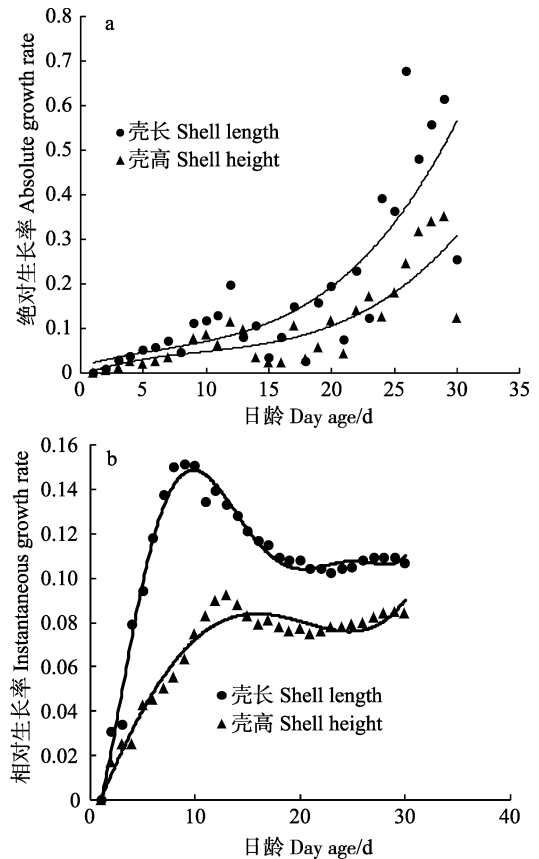 a
绝对生长率 Absolute growth rate
0.8
0.7
0.6
0.5
0.4
0.3
0.2
0.1
0
壳长 Shell length
壳高 Shell height
0 5 10 15 20 25 30 35
日龄 Day age/d
b
相对生长率 Instantaneous growth rate
0.16
0.14
0.12
0.10
0.08
0.06
0.04
0.02
0
壳长 Shell length
壳高 Shell height
0 10 20 30 40
日龄 Day age/d